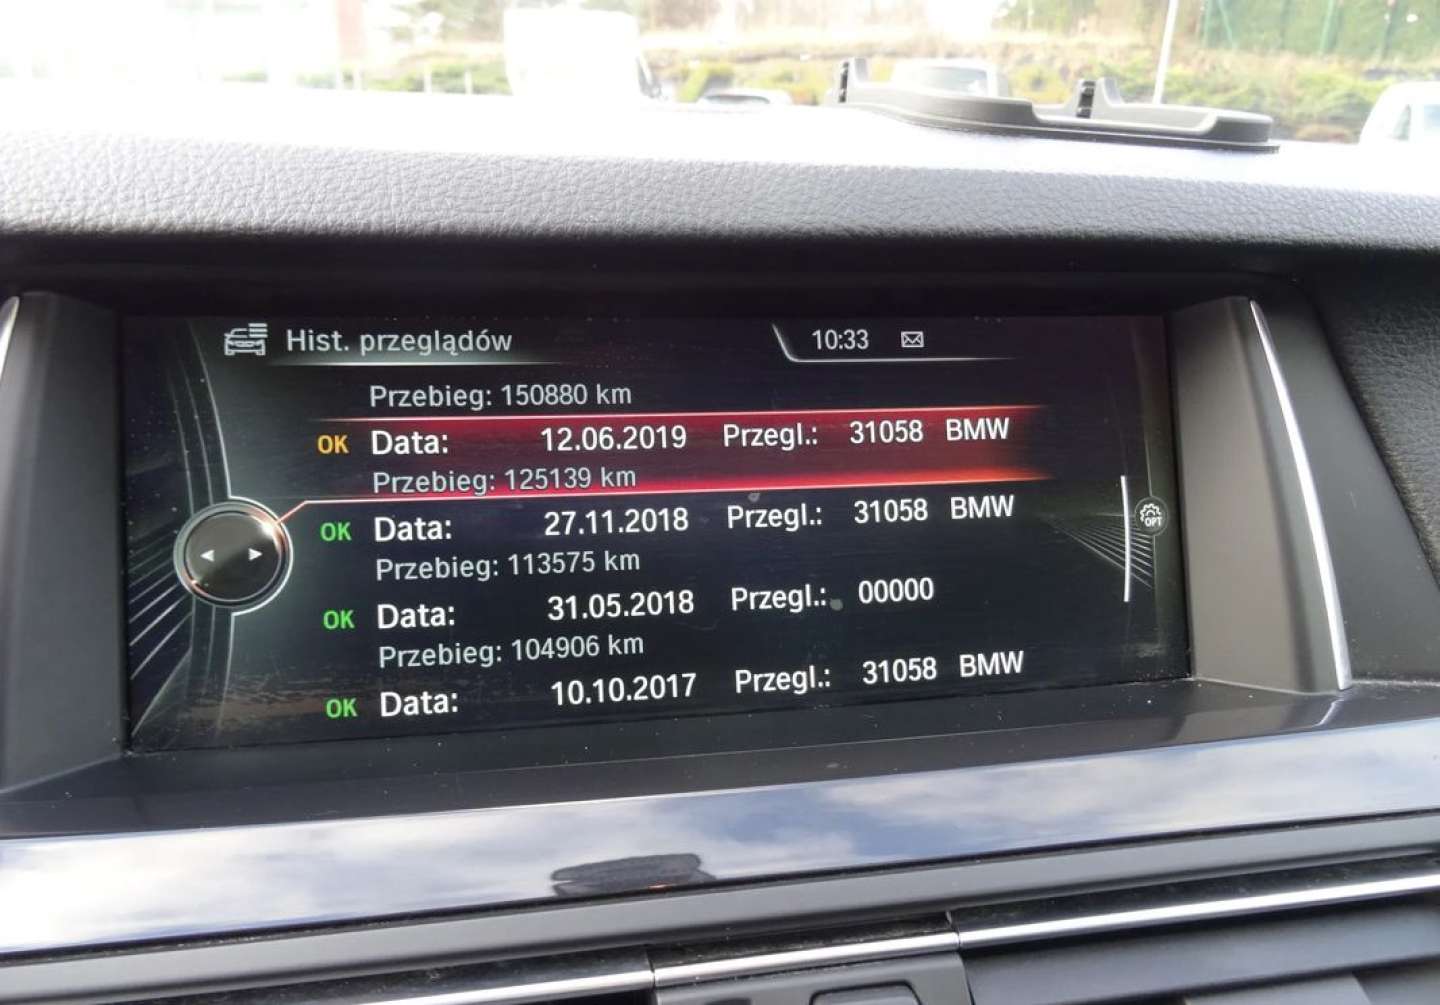 Hist. przeglądów 10:33
Przebieg: 150880 km
OK Data: 12.06.2019 Przegl.: 31058 BMW
Przebieg: 125139 km
OK Data: 27.11.2018 Przegl.: 31058 BMW
Przebieg: 113575 km
OK Data: 31.05.2018 Przegl.: 00000
Przebieg: 104906 km
OK Data: 10.10.2017 Przegl.: 31058 BMW
OPT